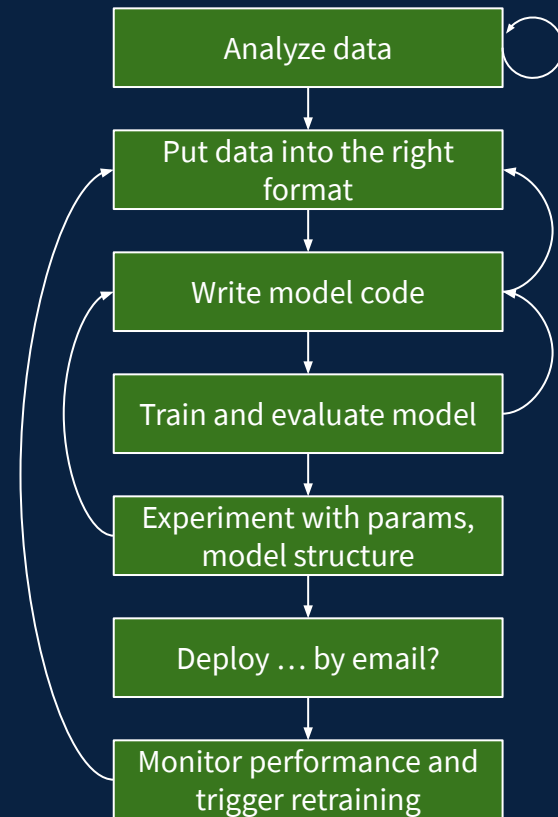 Analyze data
Put data into the right
format
Write model code
Train and evaluate model
Experiment with params,
model structure
Deploy … by email?
Monitor performance and
trigger retraining